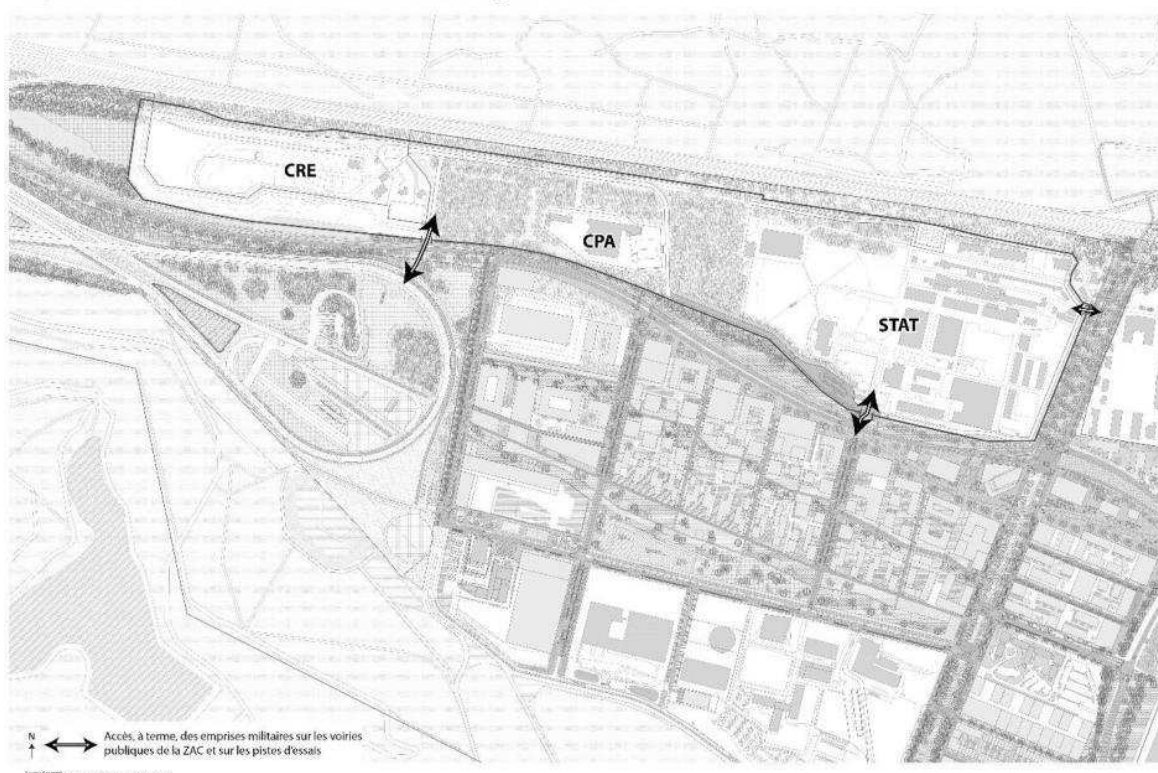 CRE
CPA
STAT
N
Accès, à terme, des emprises militaires sur les voiries
publiques de la ZAC et sur les pistes d'essais